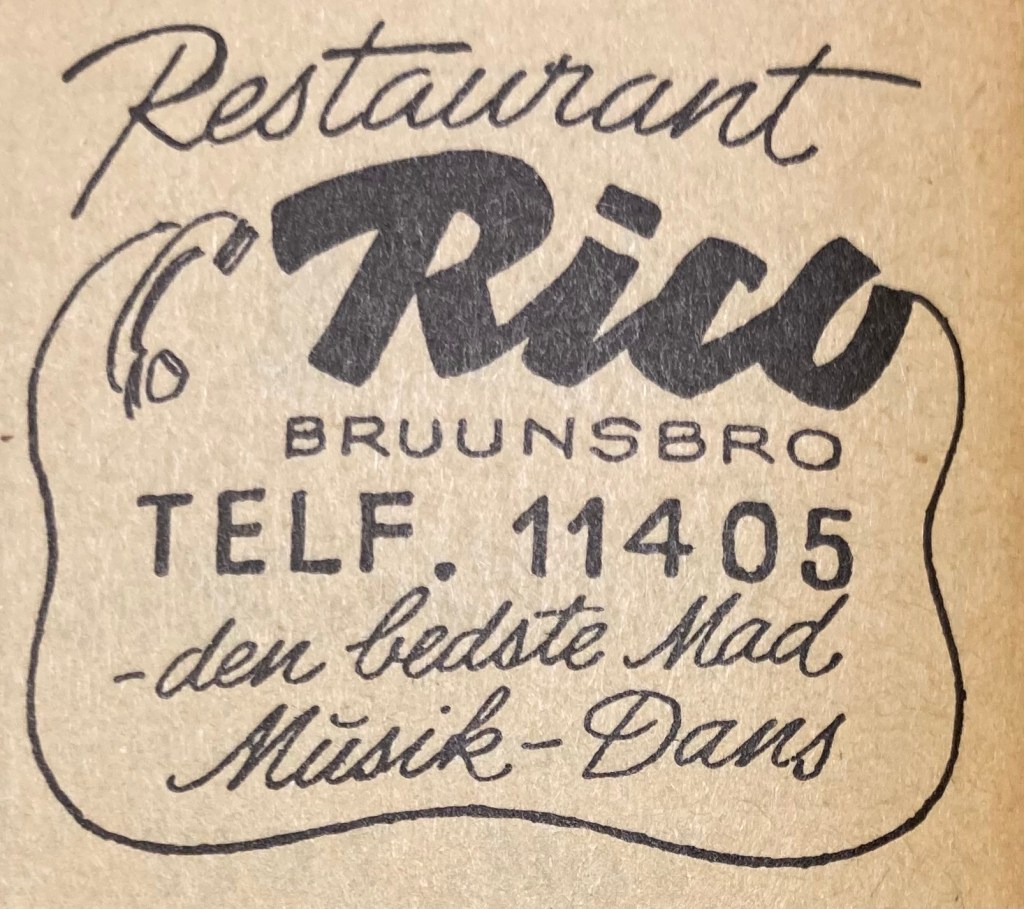 Restaurant
Rico
BRUUNSBRO
TELF. 11405
-den bedste Mad
Mŭsik-Dans